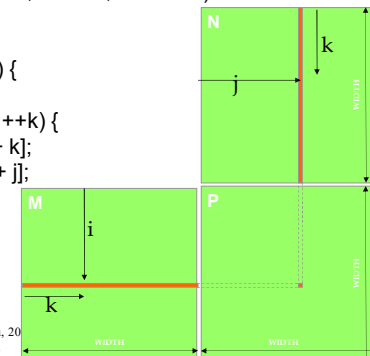 ) {
N
k
++k) {
j
WIDTH
k];
+ j];
M
P
i
k
WIDTH
, 20
WIDTH
WIDTH